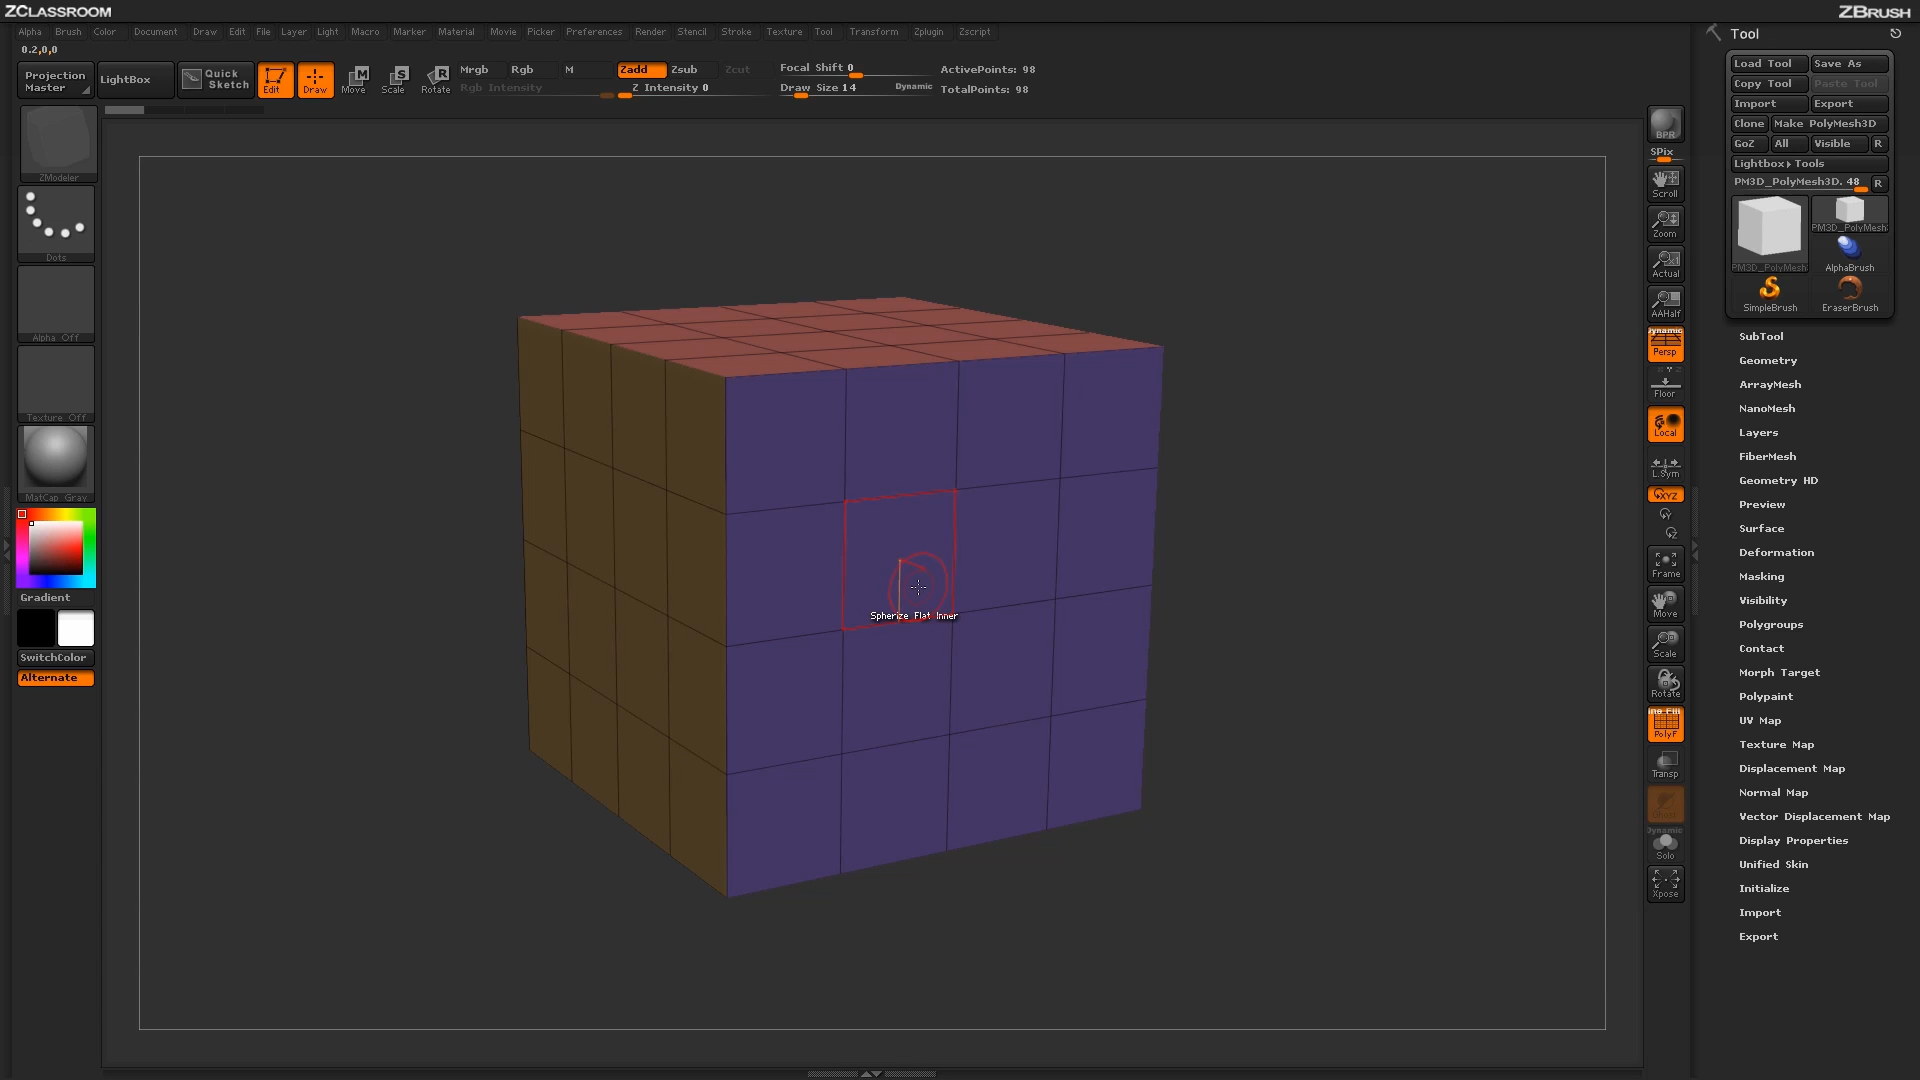 ZCLASSROOM
ZBRUSH
Alpha Brush Color Document Draw Edit File Layer Light Macro Marker Material Movie Picker Preferences Render Stencil Stroke Texture Tool Transform Zplugin Zscript
Tool
0.2,0,0
Projection Master
LightBox
Quick Sketch
Edit
Draw
Move
Scale
Rotate
Mrgb Rgb M Zadd Zsub Zcut
Rgb Intensity
Z Intensity 0
Focal Shift 0
Draw Size 14
Dynamic
ActivePoints: 98
TotalPoints: 98
Load Tool Save As
Copy Tool Paste Tool
Import Export
Clone Make PolyMesh3D
GoZ All Visible R
Lightbox▸Tools
PM3D_PolyMesh3D. 48 R
PM3D_PolyMesh
PM3D_PolyMesh
AlphaBrush
SimpleBrush
EraserBrush
ZModeler
Dots
Alpha Off
Texture Off
MatCap Gray
Gradient
SwitchColor
Alternate
Spherize Flat Inner
BPR
SPix
Scroll
Zoom
Actual
AAHalf
Dynamic
Persp
Floor
Local
L.Sym
XYZ
Y
Z
Frame
Move
Scale
Rotate
Line Fill
PolyF
Transp
Dynamic
Solo
Xpose
SubTool
Geometry
ArrayMesh
NanoMesh
Layers
FiberMesh
Geometry HD
Preview
Surface
Deformation
Masking
Visibility
Polygroups
Contact
Morph Target
Polypaint
UV Map
Texture Map
Displacement Map
Normal Map
Vector Displacement Map
Display Properties
Unified Skin
Initialize
Import
Export